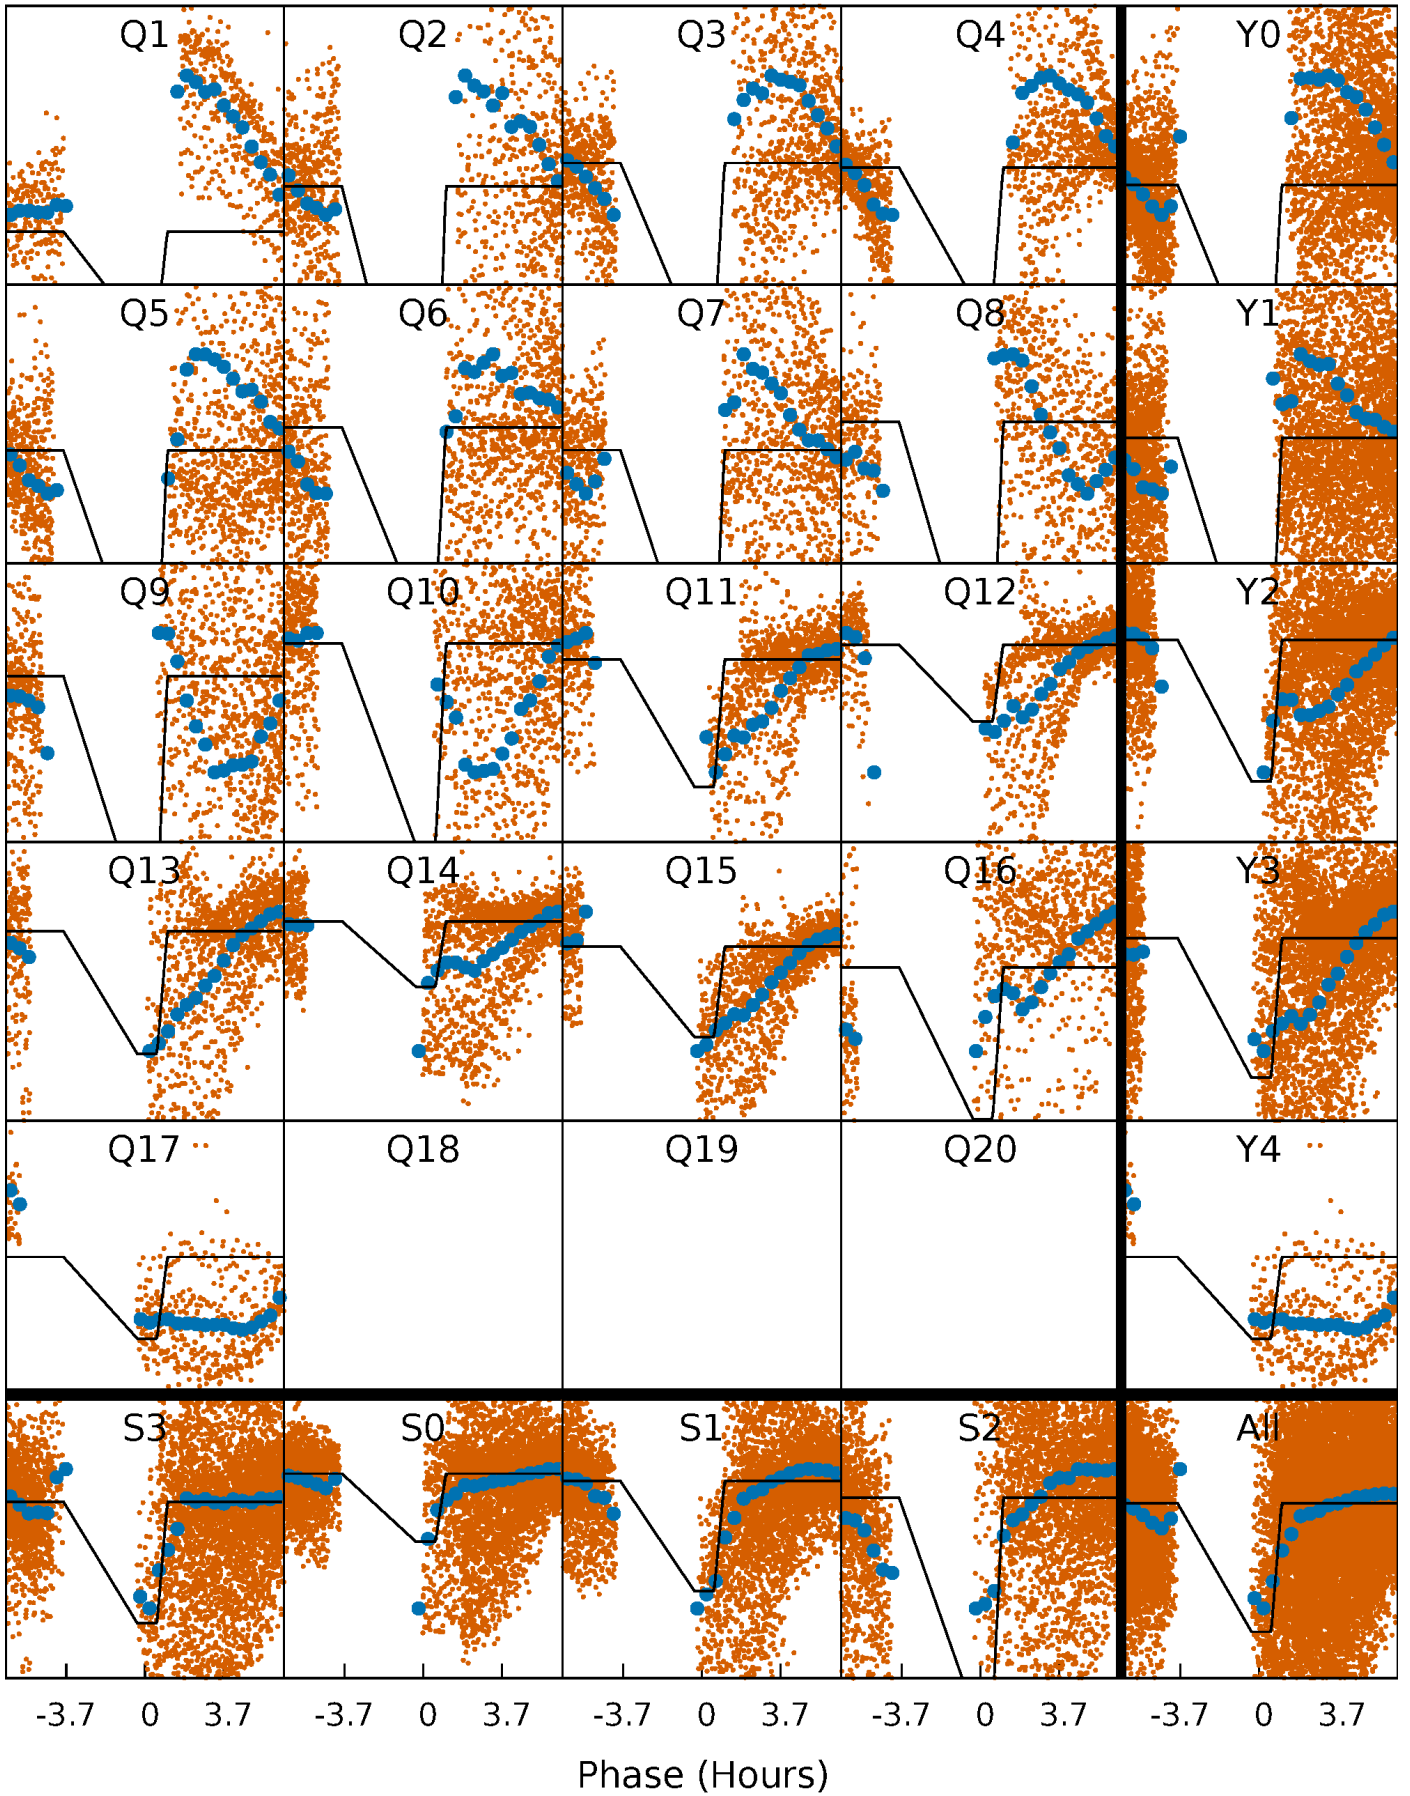 Q1 Q2 Q3 Q4 Y0
Q5 Q6 Q7 Q8 Y1
Q9 Q10 Q11 Q12 Y2
Q13 Q14 Q15 Q16 Y3
Q17 Q18 Q19 Q20 Y4
S3 S0 S1 S2 All
-3.7 0 3.7 -3.7 0 3.7 -3.7 0 3.7 -3.7 0 3.7 -3.7 0 3.7
Phase (Hours)